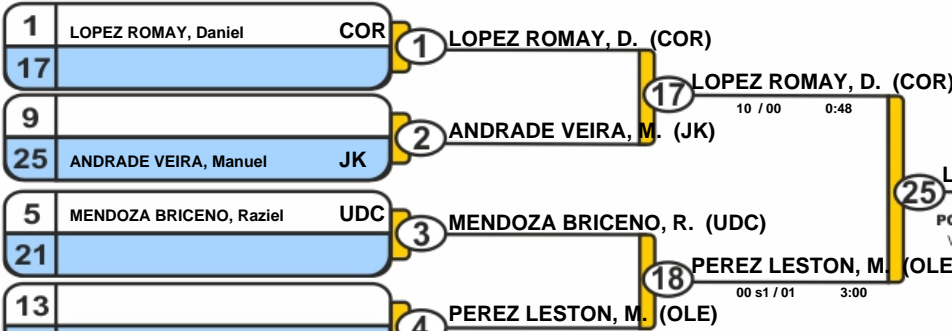 1 LOPEZ ROMAY, Daniel COR
17
1 LOPEZ ROMAY, D. (COR)
17 LOPEZ ROMAY, D. (COR)
10 / 00 0:48
9
25 ANDRADE VEIRA, Manuel JK
2 ANDRADE VEIRA, M. (JK)
25 L
5 MENDOZA BRICENO, Raziel UDC
21
3 MENDOZA BRICENO, R. (UDC)
18 PEREZ LESTON, M. (OLE
00 s1 / 01 3:00
13
4 PEREZ LESTON, M. (OLE)